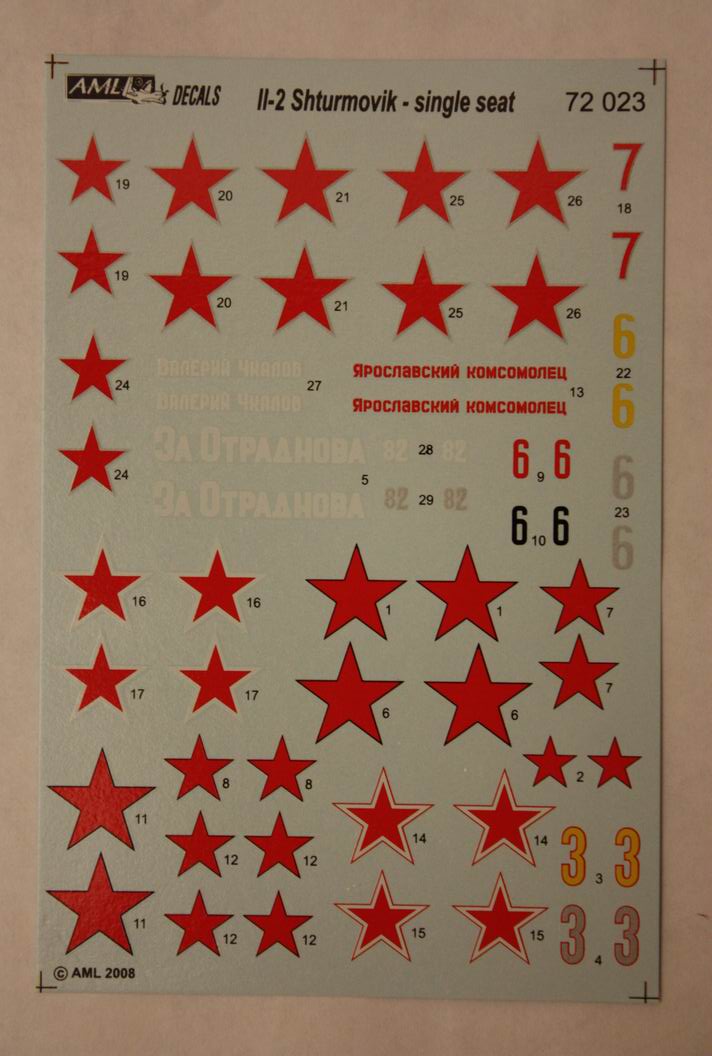 AML DECALS Il-2 Shturmovik - single seat 72 023
7
19 20 21 25 26 18
7
19 20 21 25 26
6
22
24 Валерий Чкалов 27 Ярославский комсомолец
13
Валерий Чкалов Ярославский комсомолец 6
За Отраднова 82 28 82 6 9 6
24 5 6
За Отраднова 82 29 82 23
6 10 6 6
16 16 1 1 7
17 17 6 6 7
8 8 2
11 14 14 3 3 3
12 12
11 12 12 15 15 3 4 3
© AML 2008